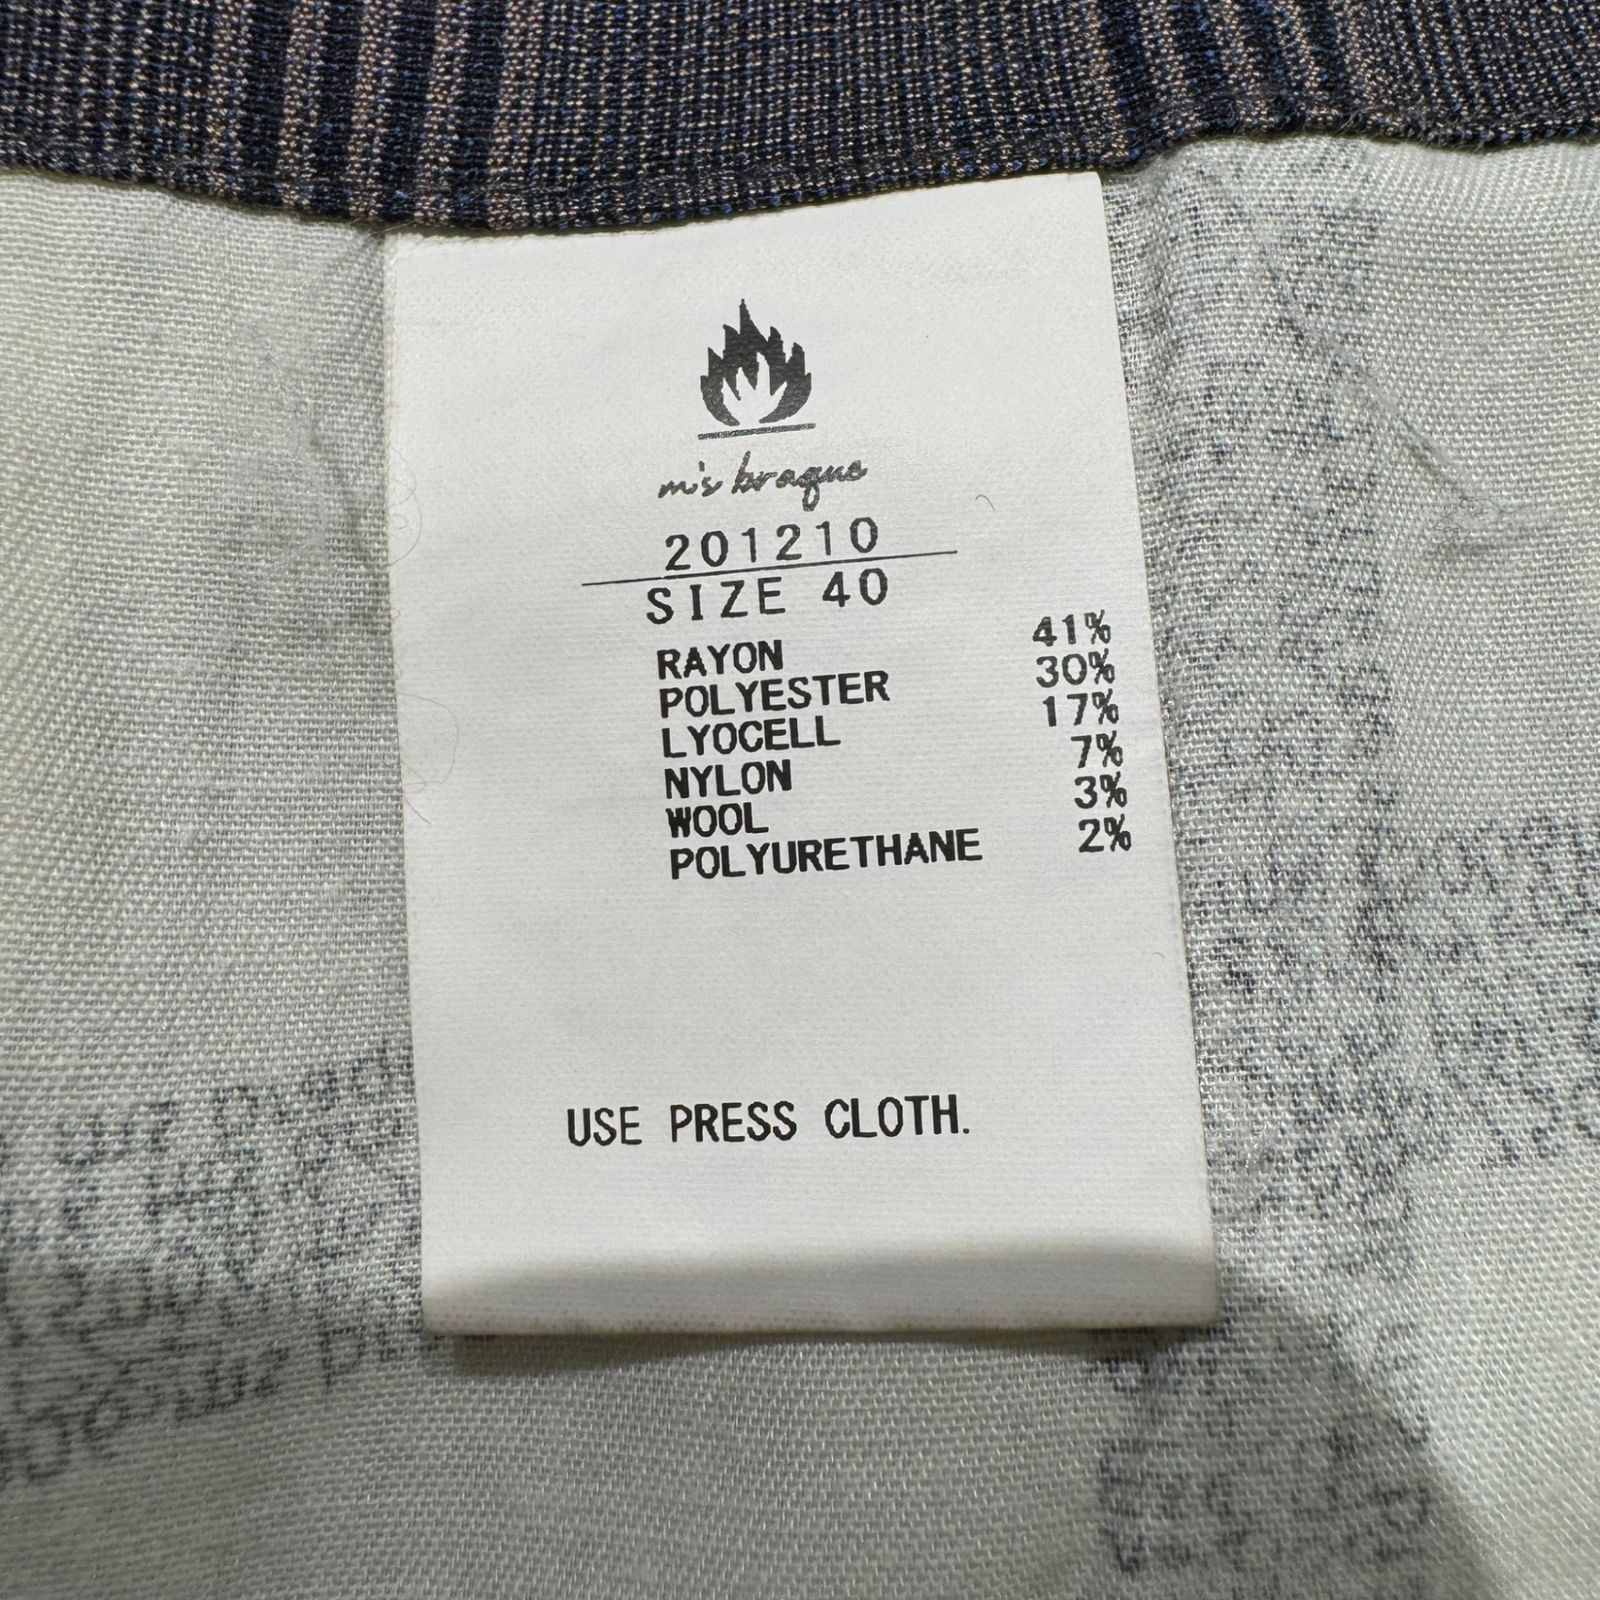 m's braque
201210
SIZE 40
RAYON 41%
POLYESTER 30%
LYOCELL 17%
NYLON 7%
WOOL 3%
POLYURETHANE 2%
USE PRESS CLOTH.